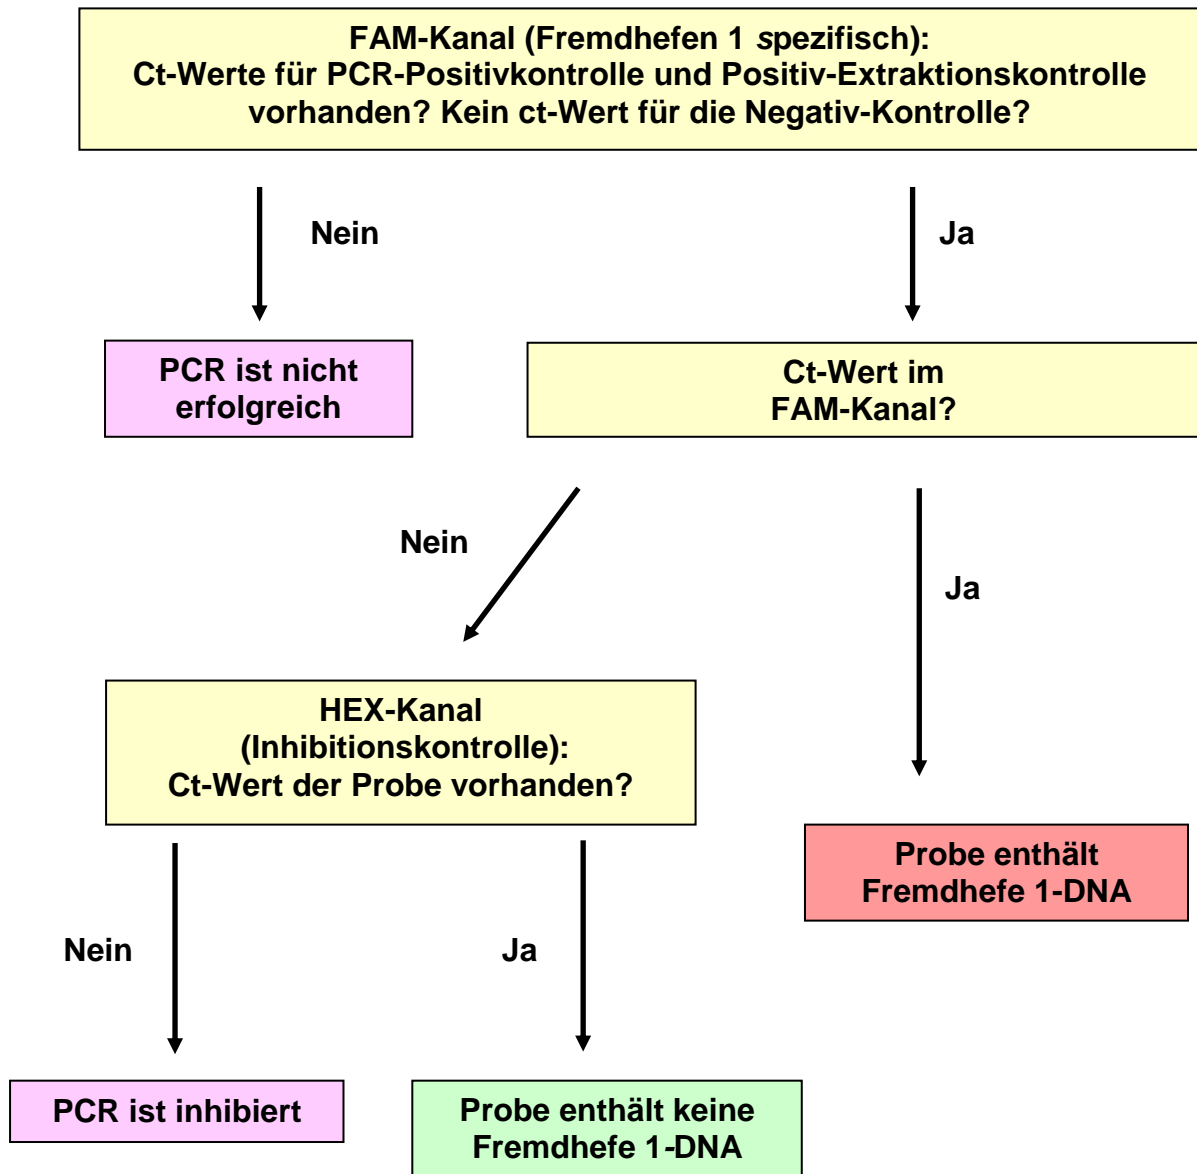 FAM-Kanal (Fremdhefen 1 spezifisch):
Ct-Werte für PCR-Positivkontrolle und Positiv-Extraktionskontrolle
vorhanden? Kein ct-Wert für die Negativ-Kontrolle?
Nein
Ja
PCR ist nicht
erfolgreich
Ct-Wert im
FAM-Kanal?
Nein
Ja
HEX-Kanal
(Inhibitionskontrolle):
Ct-Wert der Probe vorhanden?
Probe enthält
Fremdhefe 1-DNA
Nein
Ja
PCR ist inhibiert
Probe enthält keine
Fremdhefe 1-DNA